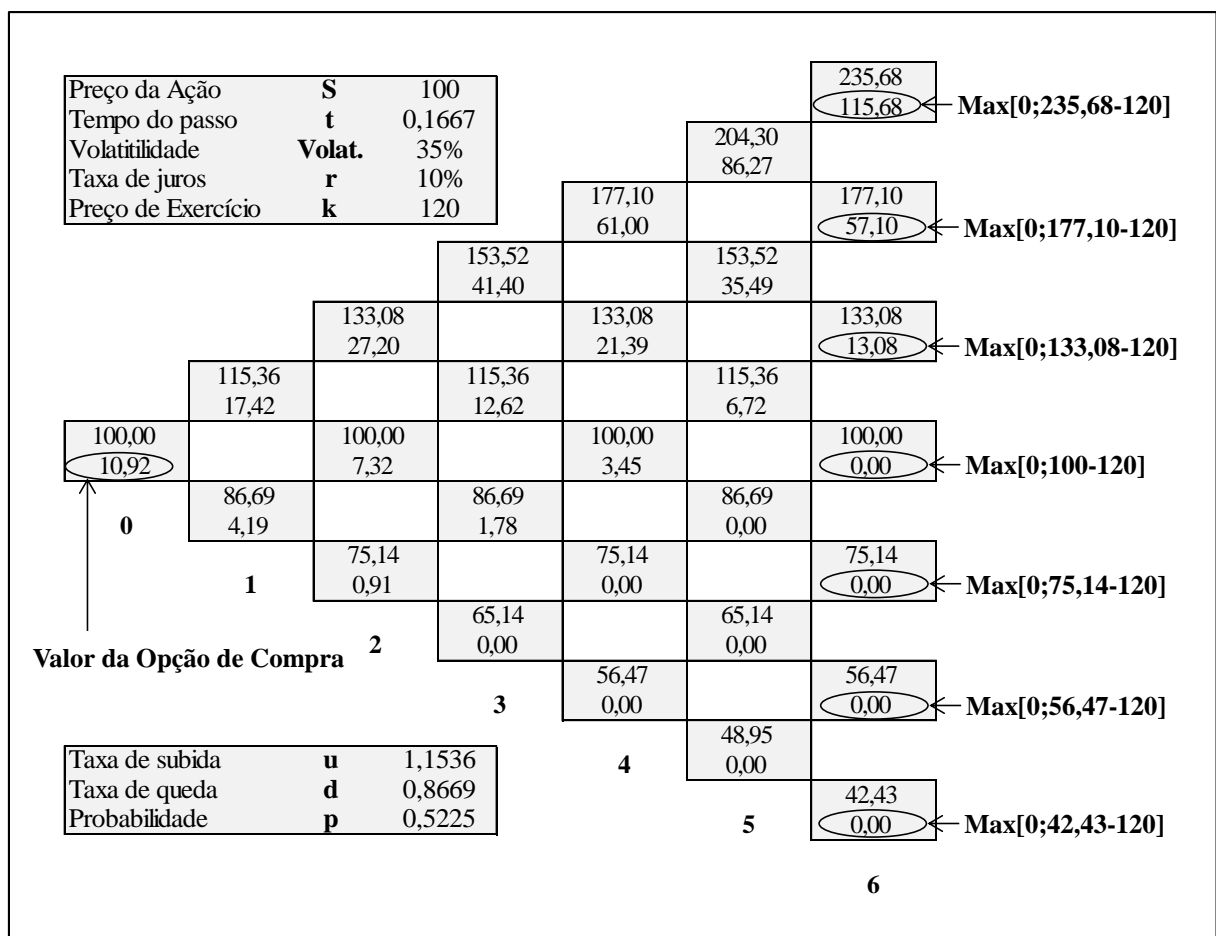 Preço da Ação S 100
Tempo do passo t 0,1667
Volatitilidade Volat. 35%
Taxa de juros r 10%
Preço de Exercício k 120
235,68
115,68 Max[0;235,68-120]
204,30
86,27
177,10 177,10
61,00 57,10 Max[0;177,10-120]
153,52 153,52
41,40 35,49
133,08 133,08 133,08
27,20 21,39 13,08 Max[0;133,08-120]
115,36 115,36 115,36
17,42 12,62 6,72
100,00 100,00 100,00 100,00
10,92 7,32 3,45 0,00 Max[0;100-120]
86,69 86,69 86,69
0 4,19 1,78 0,00
75,14 75,14 75,14
1 0,91 0,00 0,00 Max[0;75,14-120]
65,14 65,14
Valor da Opção de Compra 2 0,00 0,00
56,47 56,47
3 0,00 0,00 Max[0;56,47-120]
48,95
4 0,00
Taxa de subida u 1,1536
Taxa de queda d 0,8669
Probabilidade p 0,5225
42,43
5 0,00 Max[0;42,43-120]
6